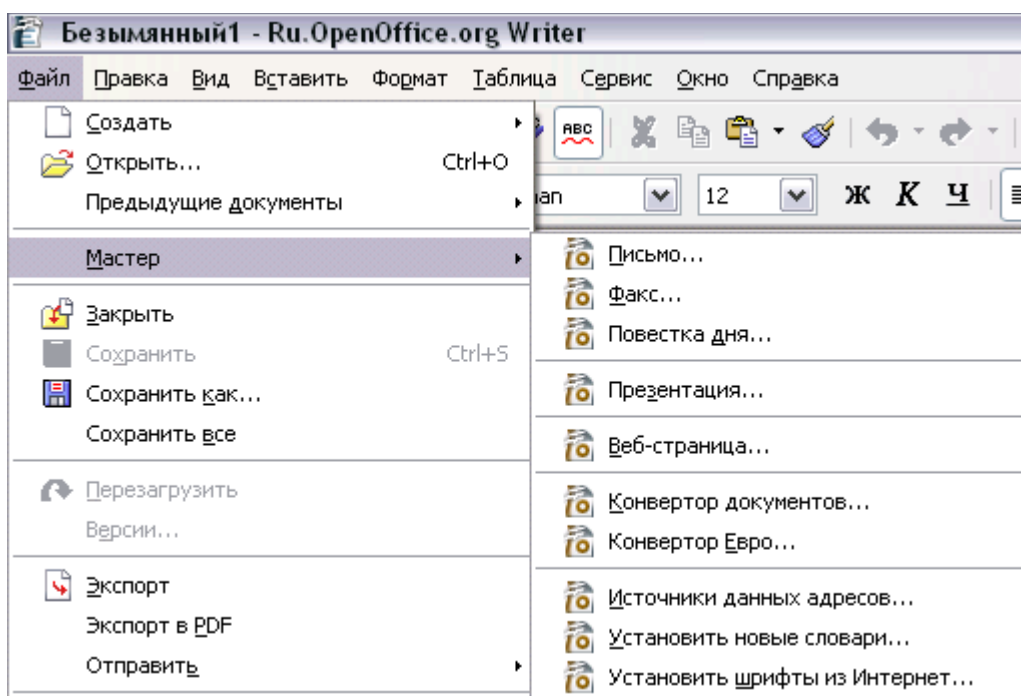 Безымянный1 - Ru.OpenOffice.org Writer
Файл Правка Вид Вставить Формат Таблица Сервис Окно Справка
Создать
Открыть... Ctrl+O
Предыдущие документы
Мастер
Закрыть
Сохранить Ctrl+S
Сохранить как...
Сохранить все
Перезагрузить
Версии...
Экспорт
Экспорт в PDF
Отправить
ABC
an 12 Ж К Ч
Письмо...
Факс...
Повестка дня...
Презентация...
Веб-страница...
Конвертор документов...
Конвертор Евро...
Источники данных адресов...
Установить новые словари...
Установить шрифты из Интернет...